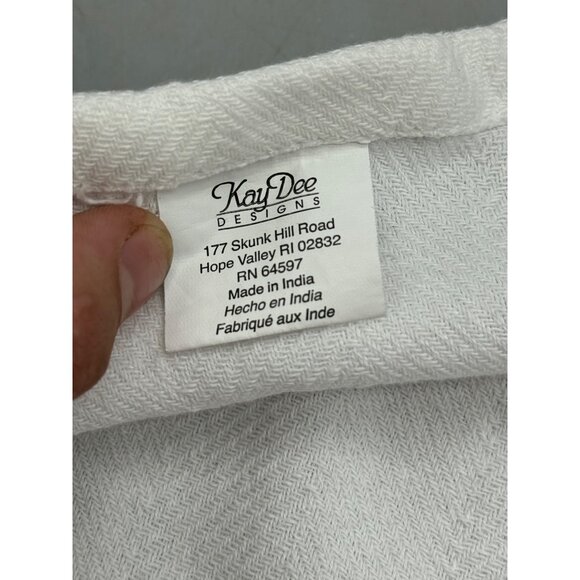 KayDee
DESIGNS
177 Skunk Hill Road
Hope Valley RI 02832
RN 64597
Made in India
Hecho en India
Fabriqué aux Inde